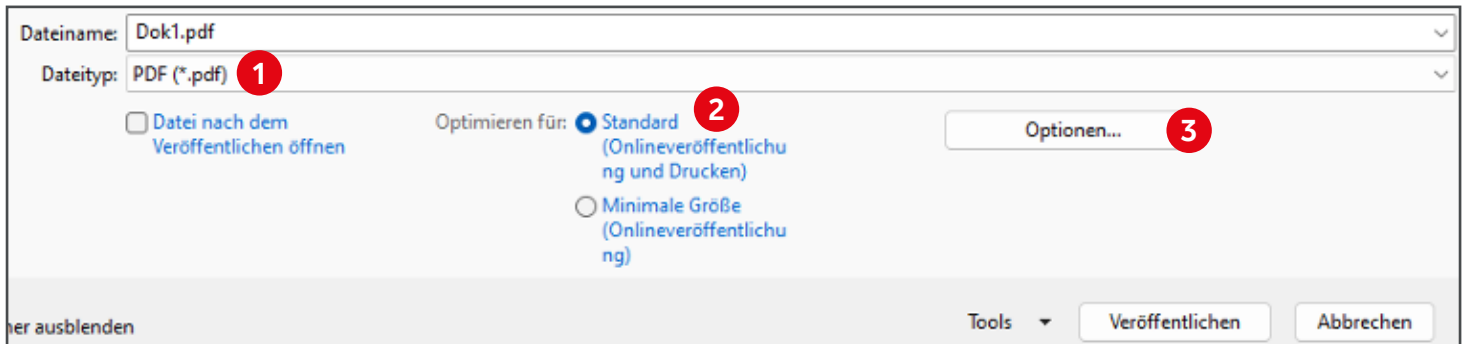 Dateiname: Dok1.pdf
Dateityp: PDF (*.pdf) 1
Datei nach dem
Veröffentlichen öffnen
Optimieren für: Standard 2
(Onlineveröffentlichu
ng und Drucken)
Minimale Größe
(Onlineveröffentlichu
ng)
Optionen... 3
ner ausblenden
Tools
Veröffentlichen
Abbrechen